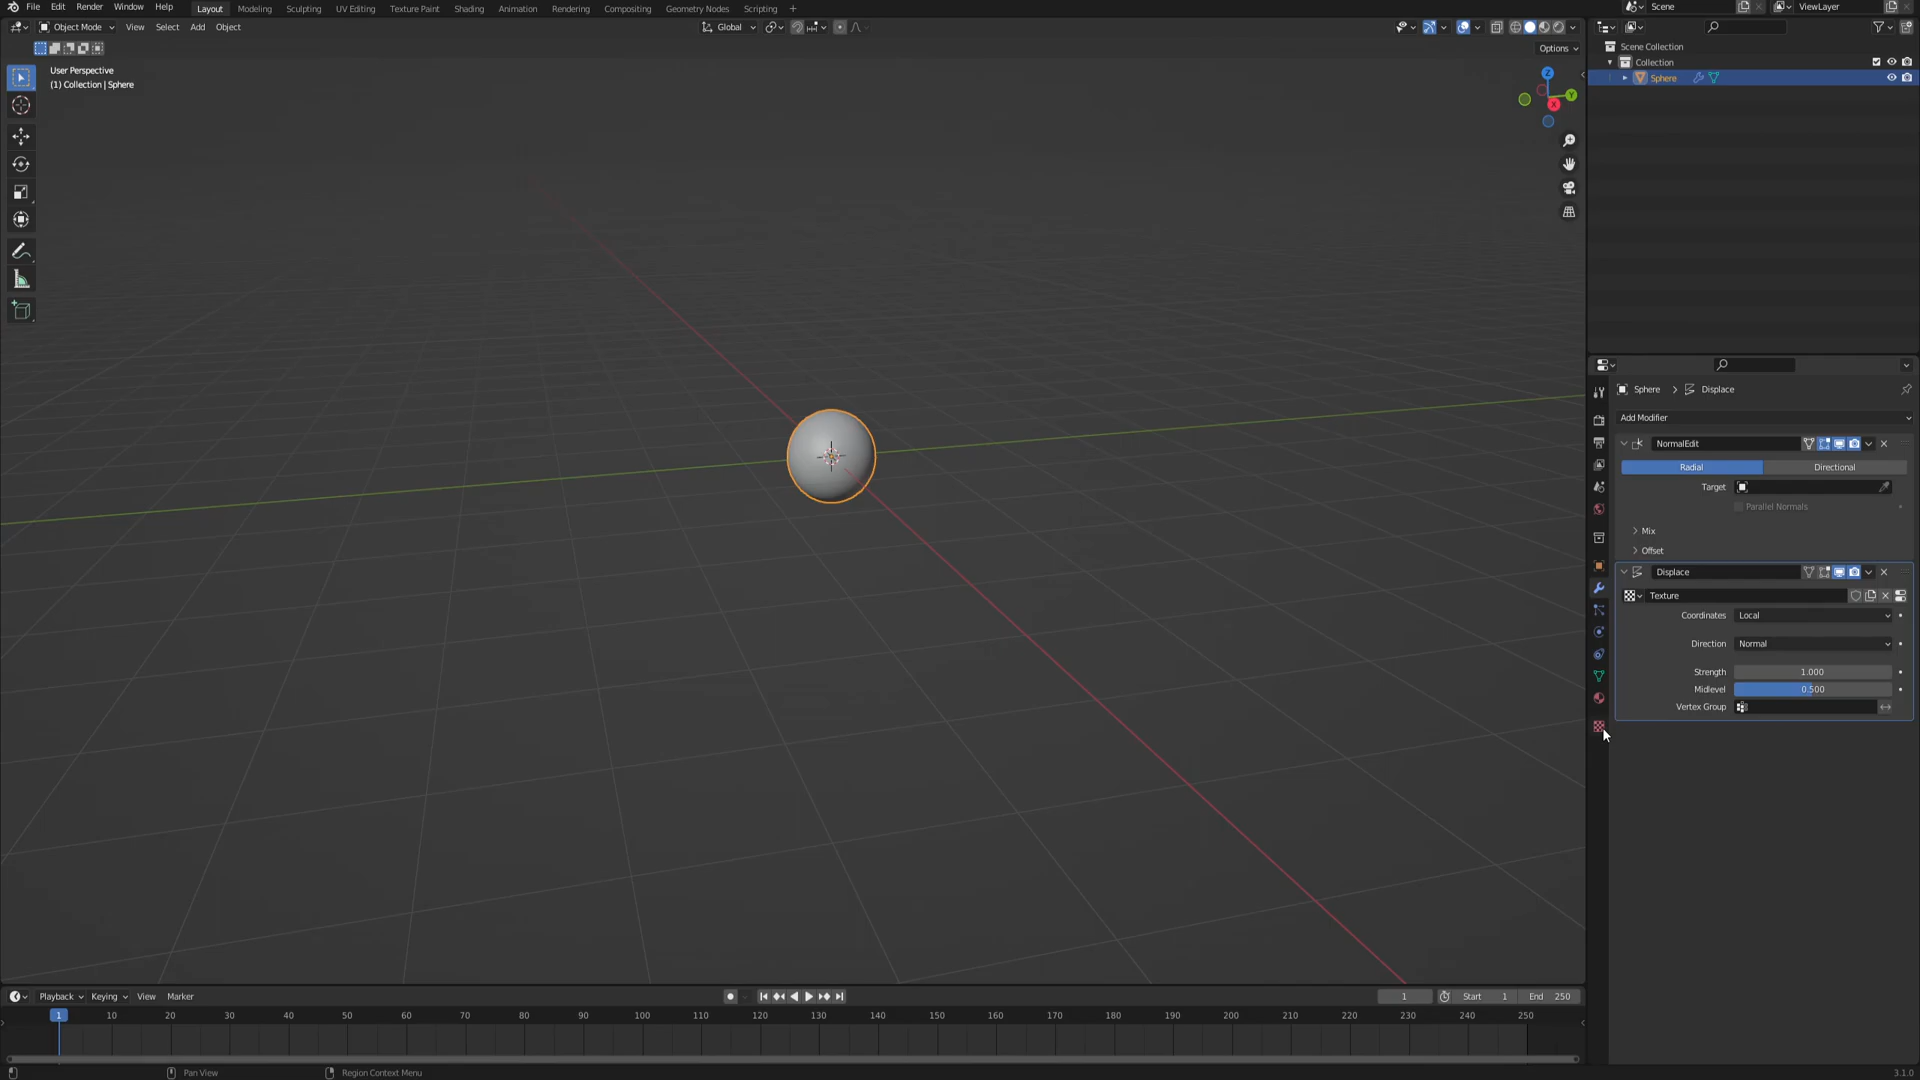 File Edit Render Window Help Layout Modeling Sculpting UV Editing Texture Paint Shading Animation Rendering Compositing Geometry Nodes Scripting + Scene ViewLayer
Object Mode View Select Add Object Global
Options
User Perspective
(1) Collection | Sphere
Z
Y
X
Scene Collection
Collection
Sphere
Sphere > Displace
Add Modifier
NormalEdit
Radial Directional
Target
Parallel Normals
Mix
Offset
Displace
Texture
Coordinates Local
Direction Normal
Strength 1.000
Midlevel 0.500
Vertex Group
Playback Keying View Marker 1 Start 1 End 250
1 10 20 30 40 50 60 70 80 90 100 110 120 130 140 150 160 170 180 190 200 210 220 230 240 250
Pan View Region Context Menu 3.1.0